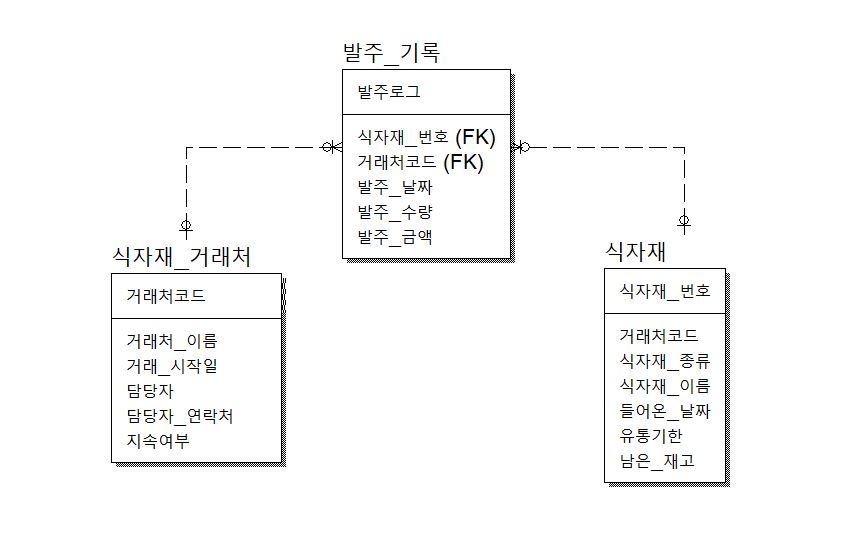 발주_기록
발주로그
식자재_번호 (FK)
거래처코드 (FK)
발주_날짜
발주_수량
발주_금액
식자재_거래처
거래처코드
거래처_이름
거래_시작일
담당자
담당자_연락처
지속여부
식자재
식자재_번호
거래처코드
식자재_종류
식자재_이름
들어온_날짜
유통기한
남은_재고